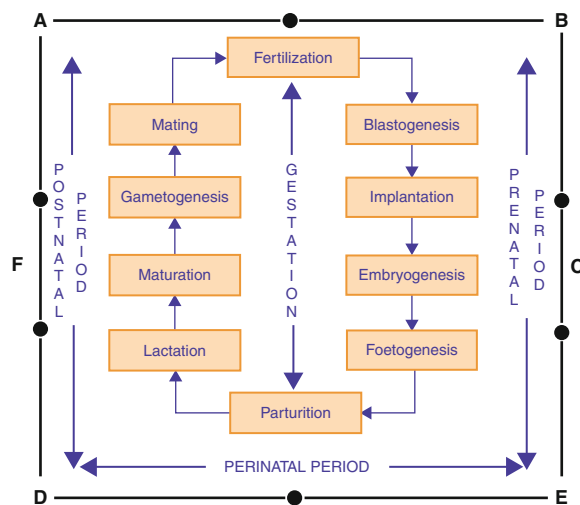 A
B
Fertilization
Mating
Blastogenesis
POSTNATAL
PERIOD
Gametogenesis
GESTATION
Implantation
PRENATAL
PERIOD
F
Maturation
Embryogenesis
C
Lactation
Foetogenesis
Parturition
PERINATAL PERIOD
D
E